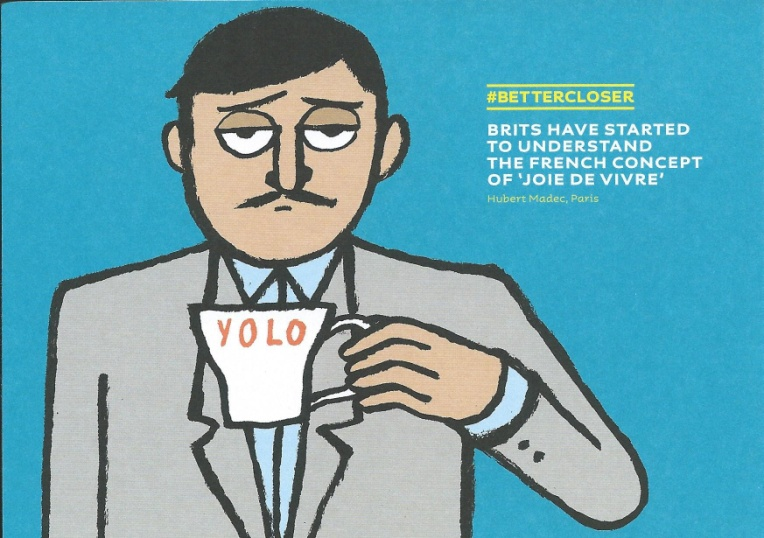 #BETTERCLOSER
BRITS HAVE STARTED
TO UNDERSTAND
THE FRENCH CONCEPT
OF ‘JOIE DE VIVRE’
Hubert Madec, Paris
YOLO